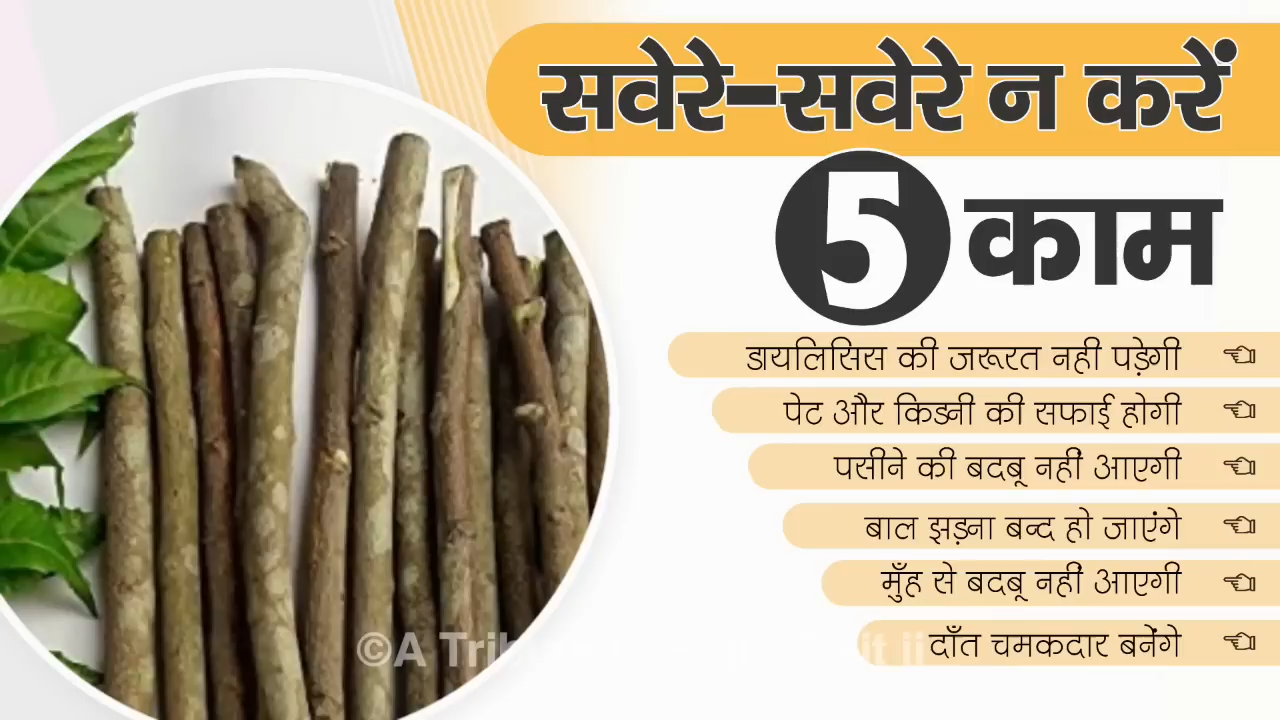 सवेरे-सवेरे न करें
5 काम
डायलिसिस की जरूरत नही पड़ेगी
पेट और किडनी की सफाई होगी
पसीने की बदबू नहीं आएगी
बाल झड़ना बन्द हो जाएंगे
मुँह से बदबू नहीं आएगी
दाँत चमकदार बनेंगे
©A